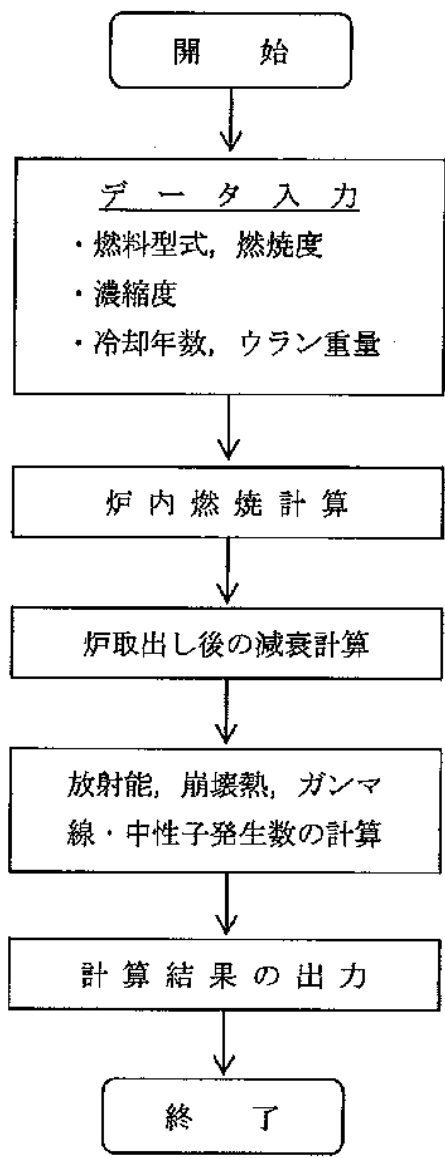 開　始
データ入力
・燃料型式，燃焼度
・濃縮度
・冷却年数，ウラン重量
炉内燃焼計算
炉取出し後の減衰計算
放射能，崩壊熱，ガンマ
線・中性子発生数の計算
計算結果の出力
終　了